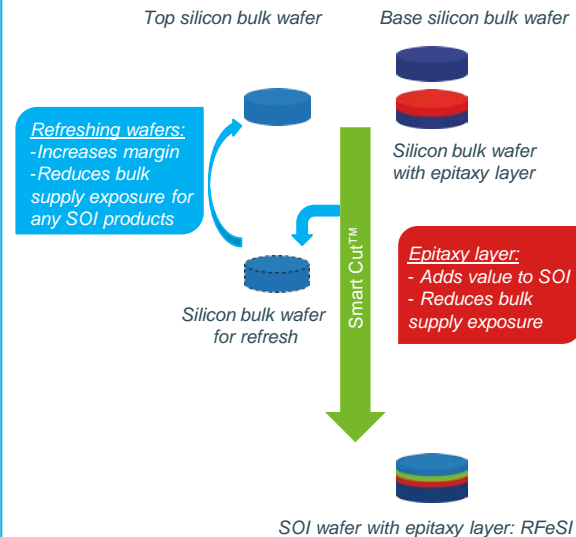 Top silicon bulk wafer
Base silicon bulk wafer
Refreshing wafers:
-Increases margin
-Reduces bulk
supply exposure for
any SOI products
Silicon bulk wafer
with epitaxy layer
Smart Cut™
Epitaxy layer:
- Adds value to SOI
- Reduces bulk
supply exposure
Silicon bulk wafer
for refresh
SOI wafer with epitaxy layer: RFeSI